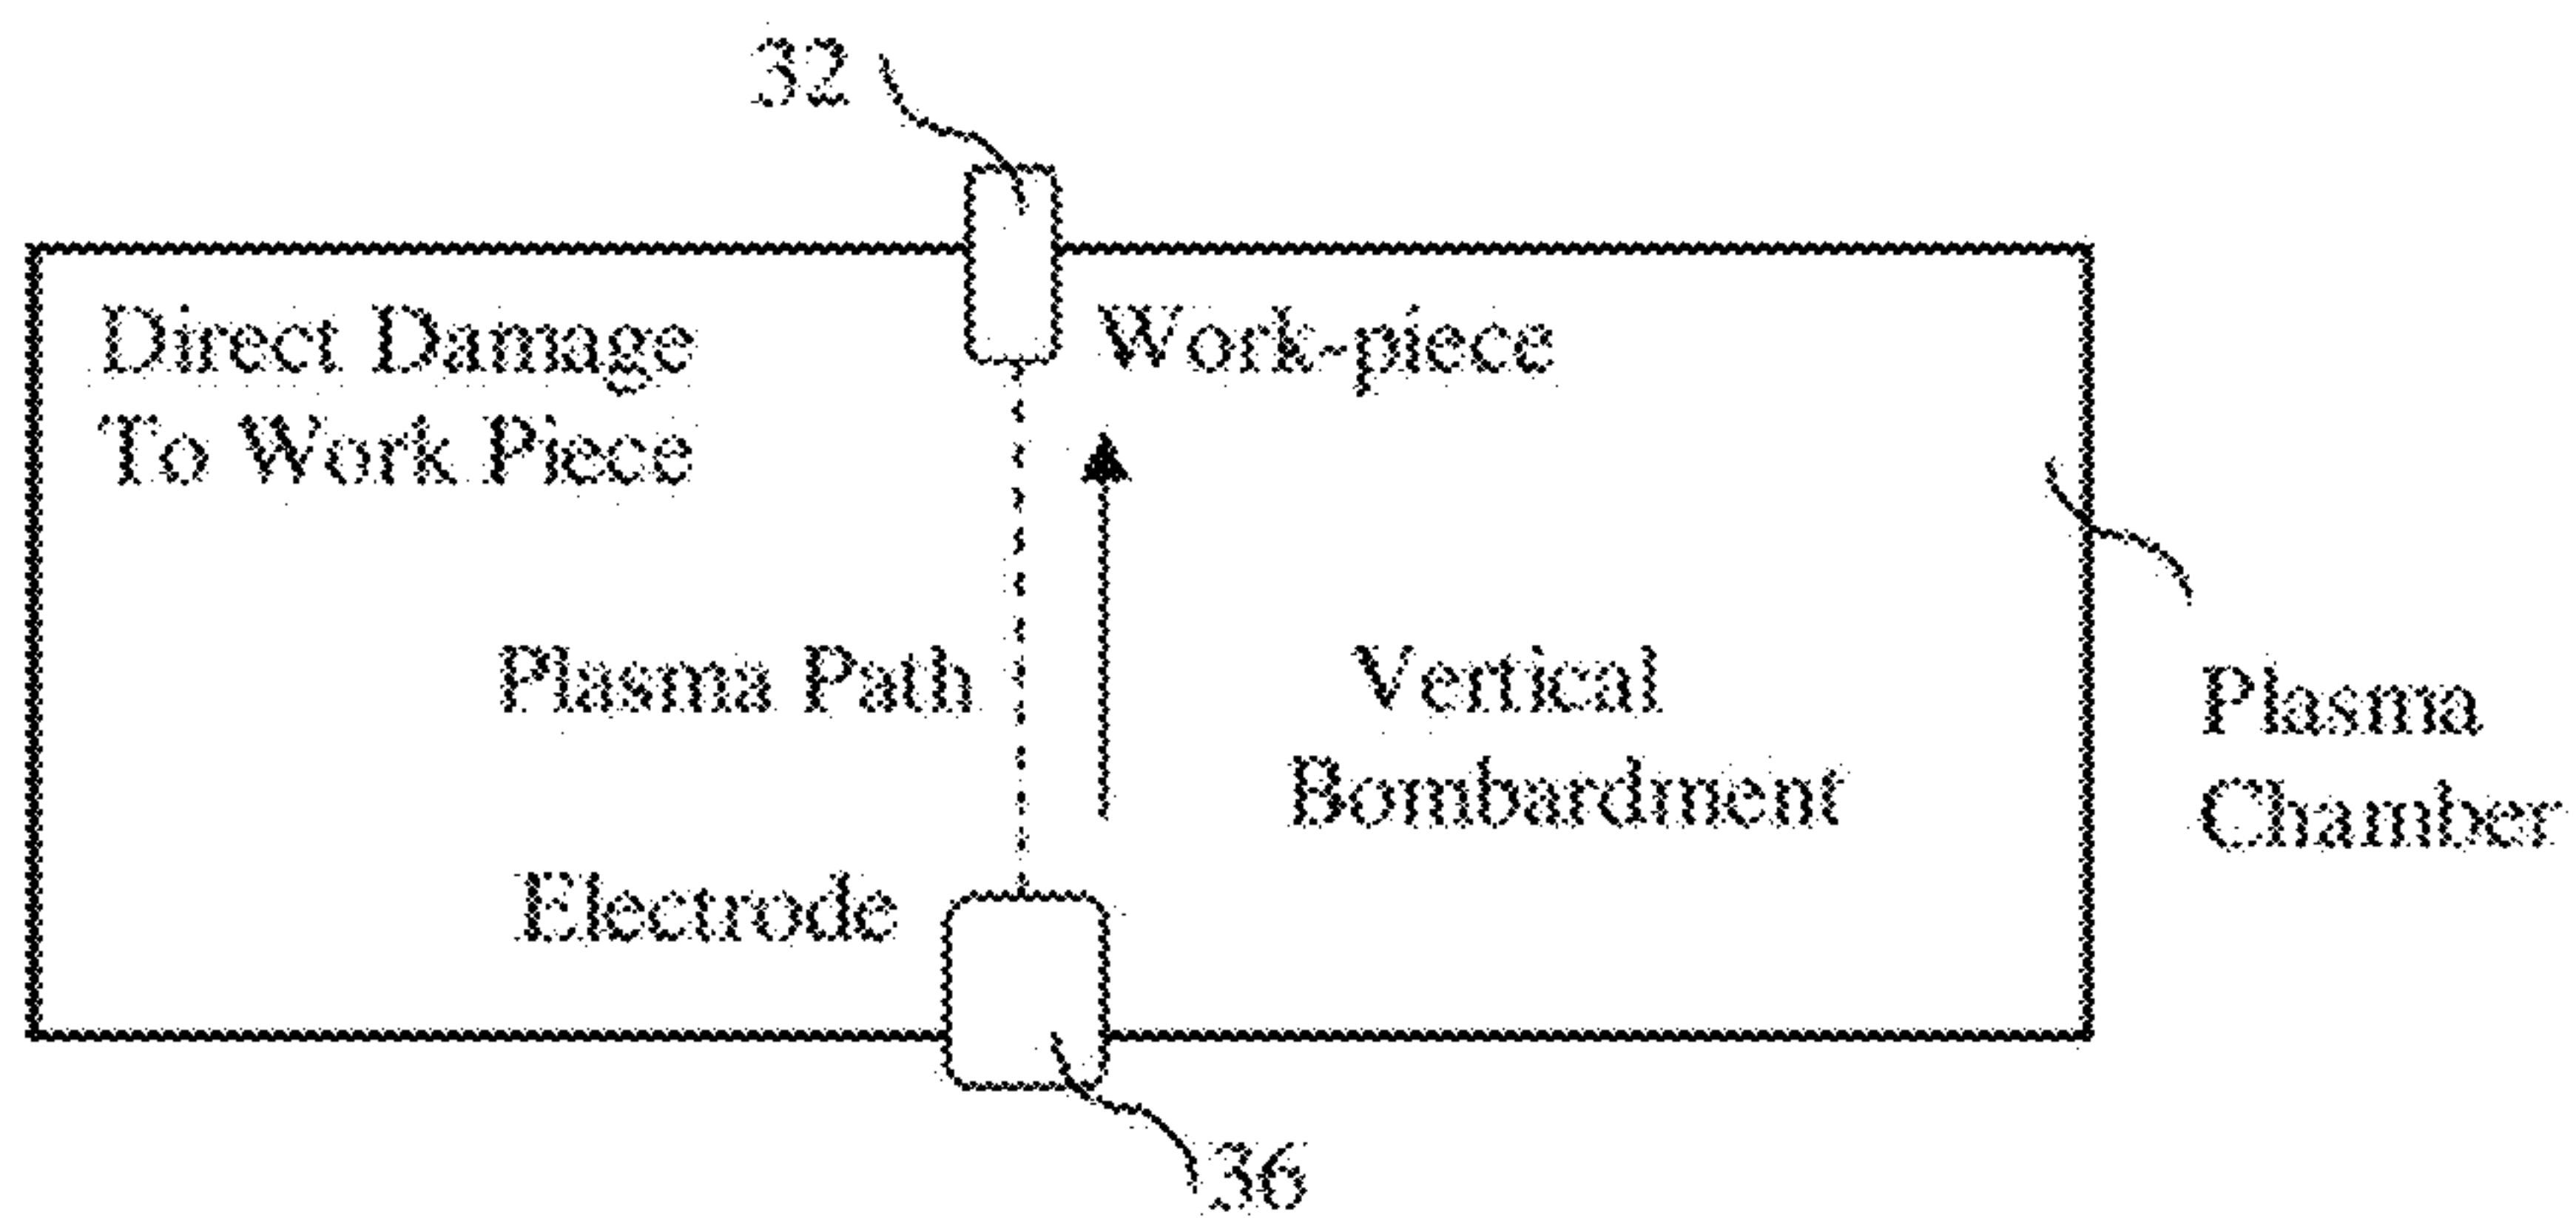 32
Direct Damage
To Work Piece
Work-piece
Plasma Path
Vertical
Bombardment
Plasma
Chamber
Electrode
36